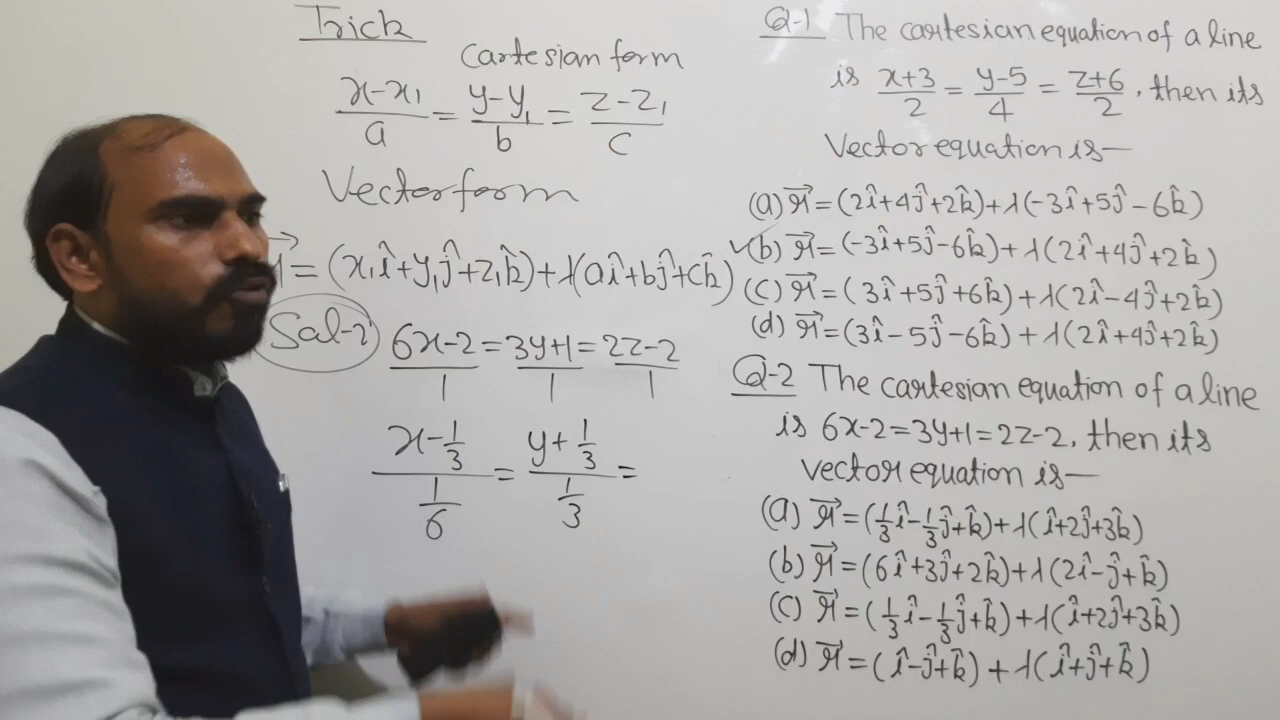 Trick
Cartesian form
x-x₁/a = y-y₁/b = z-z₁/c
Vector form
= (x₁î+y₁ĵ+z₁k̂)+λ(aî+bĵ+ck̂)
Sol-2
6x-2/1 = 3y+1/1 = 2z-2/1
x-1/3 / 1/6 = y+1/3 / 1/3 =
Q-1 The cartesian equation of a line
is x+3/2 = y-5/4 = z+6/2, then its
Vector equation is—
(a) r⃗=(2î+4ĵ+2k̂)+λ(-3î+5ĵ-6k̂)
✓(b) r⃗=(-3î+5ĵ-6k̂)+λ(2î+4ĵ+2k̂)
(c) r⃗=(3î+5ĵ+6k̂)+λ(2î-4ĵ+2k̂)
(d) r⃗=(3î-5ĵ-6k̂)+λ(2î+4ĵ+2k̂)
Q-2 The cartesian equation of a line
is 6x-2=3y+1=2z-2, then its
vector equation is—
(a) r⃗=(1/3î-1/3ĵ+k̂)+λ(î+2ĵ+3k̂)
(b) r⃗=(6î+3ĵ+2k̂)+λ(2î-ĵ+k̂)
(c) r⃗=(1/3î-1/3ĵ+k̂)+λ(î+2ĵ+3k̂)
(d) r⃗=(î-ĵ+k̂)+λ(î+ĵ+k̂)